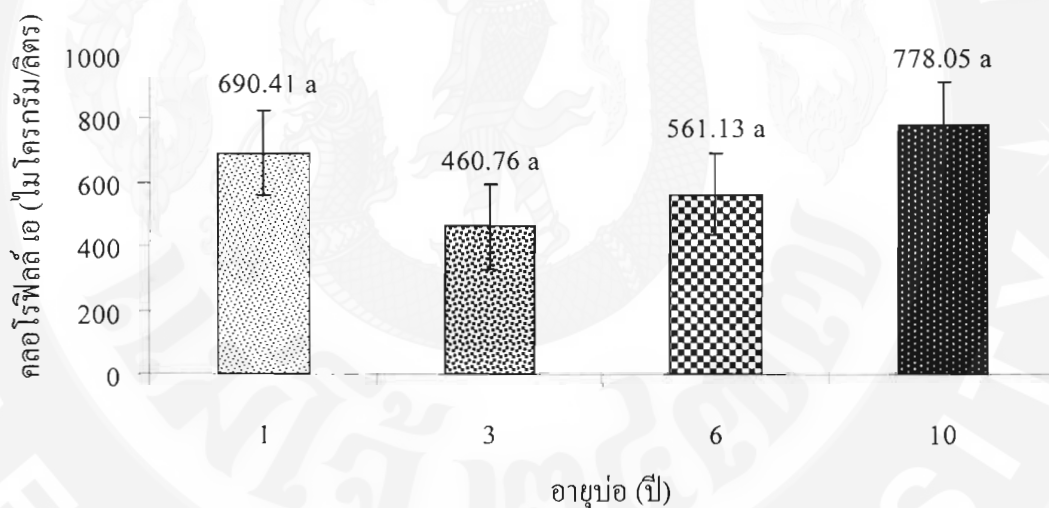 คลอโรฟิลล์ เอ (ไมโครกรัม/ลิตร)
1000
800
600
400
200
0
690.41 a
460.76 a
561.13 a
778.05 a
1 3 6 10
อายุบ่อ (ปี)